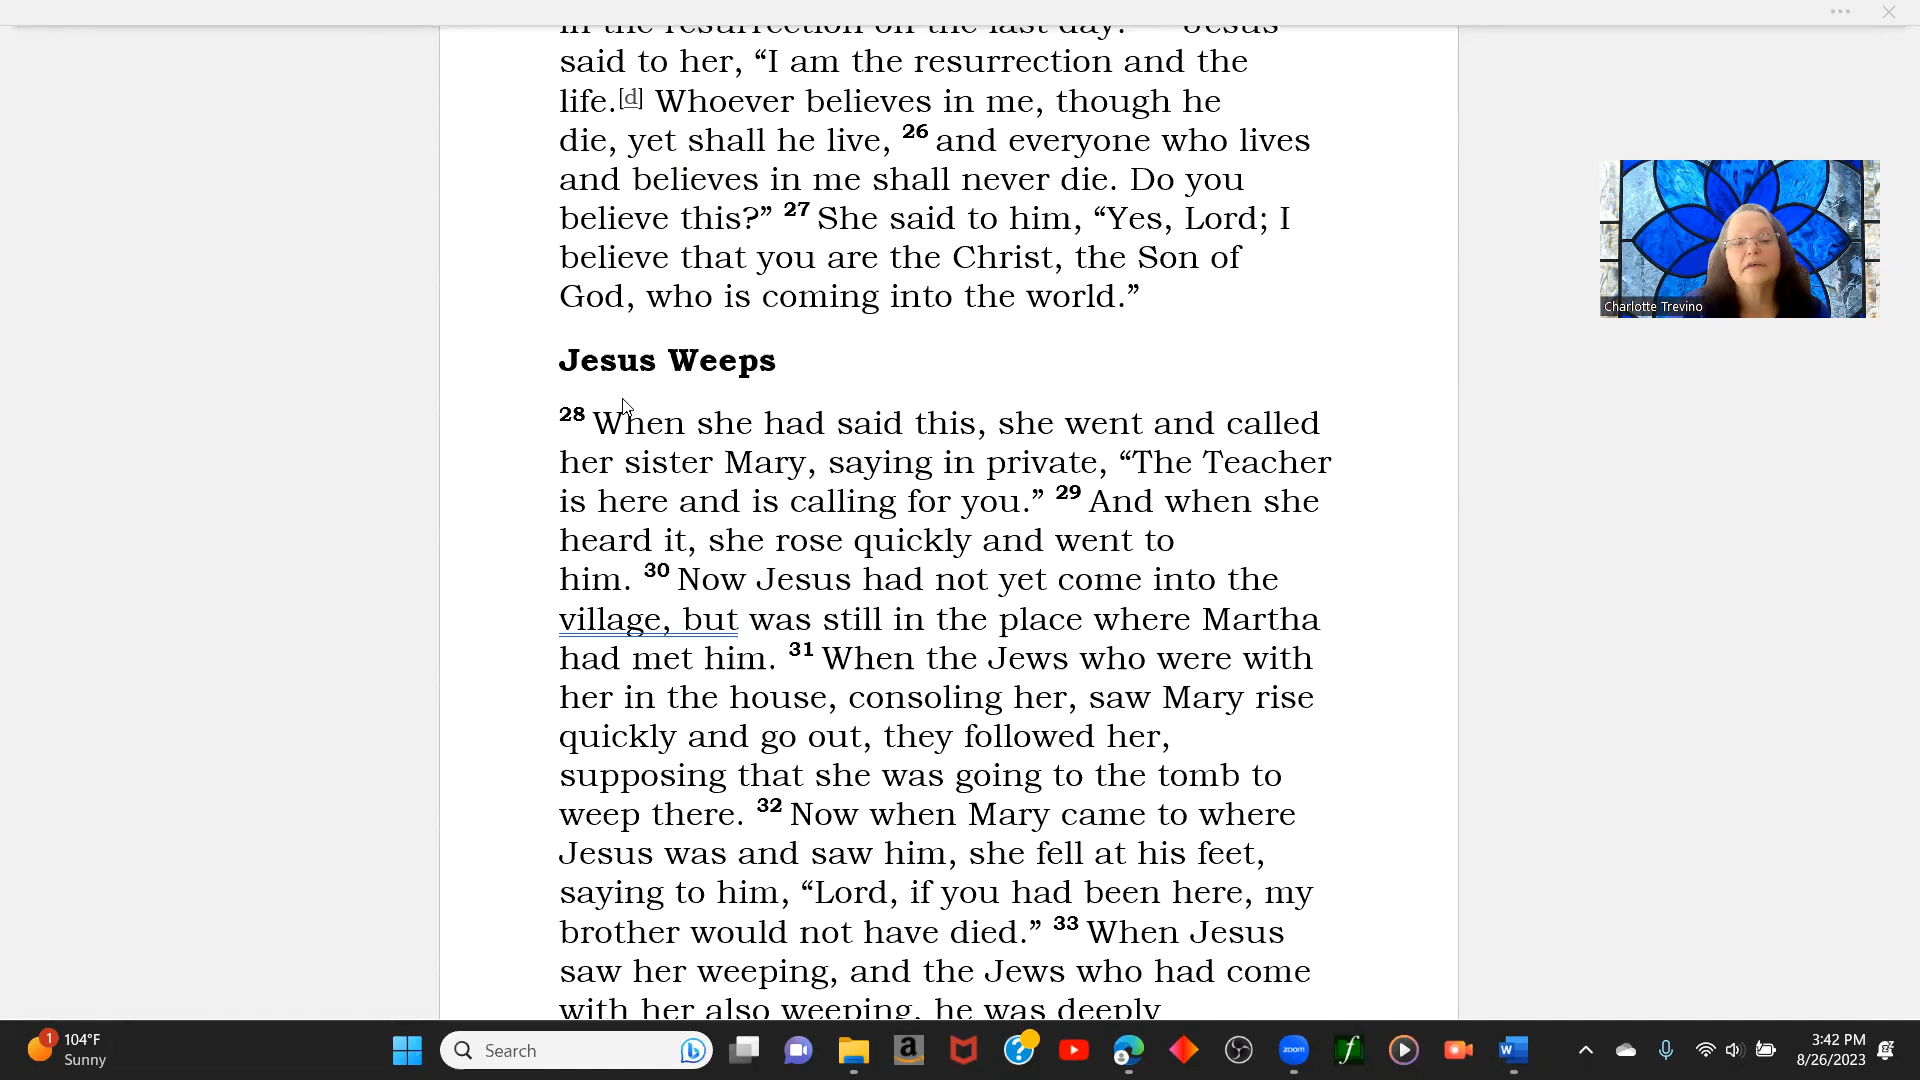 in the resurrection on the last day.” Jesus
said to her, “I am the resurrection and the
life.[d] Whoever believes in me, though he
die, yet shall he live, 26 and everyone who lives
and believes in me shall never die. Do you
believe this?” 27 She said to him, “Yes, Lord; I
believe that you are the Christ, the Son of
God, who is coming into the world.”
Jesus Weeps
28 When she had said this, she went and called
her sister Mary, saying in private, “The Teacher
is here and is calling for you.” 29 And when she
heard it, she rose quickly and went to
him. 30 Now Jesus had not yet come into the
village, but was still in the place where Martha
had met him. 31 When the Jews who were with
her in the house, consoling her, saw Mary rise
quickly and go out, they followed her,
supposing that she was going to the tomb to
weep there. 32 Now when Mary came to where
Jesus was and saw him, she fell at his feet,
saying to him, “Lord, if you had been here, my
brother would not have died.” 33 When Jesus
saw her weeping, and the Jews who had come
with her also weeping, he was deeply
Charlotte Trevino
1
104°F
Sunny
Search
a
?
zoom
f
W
3:42 PM
8/26/2023